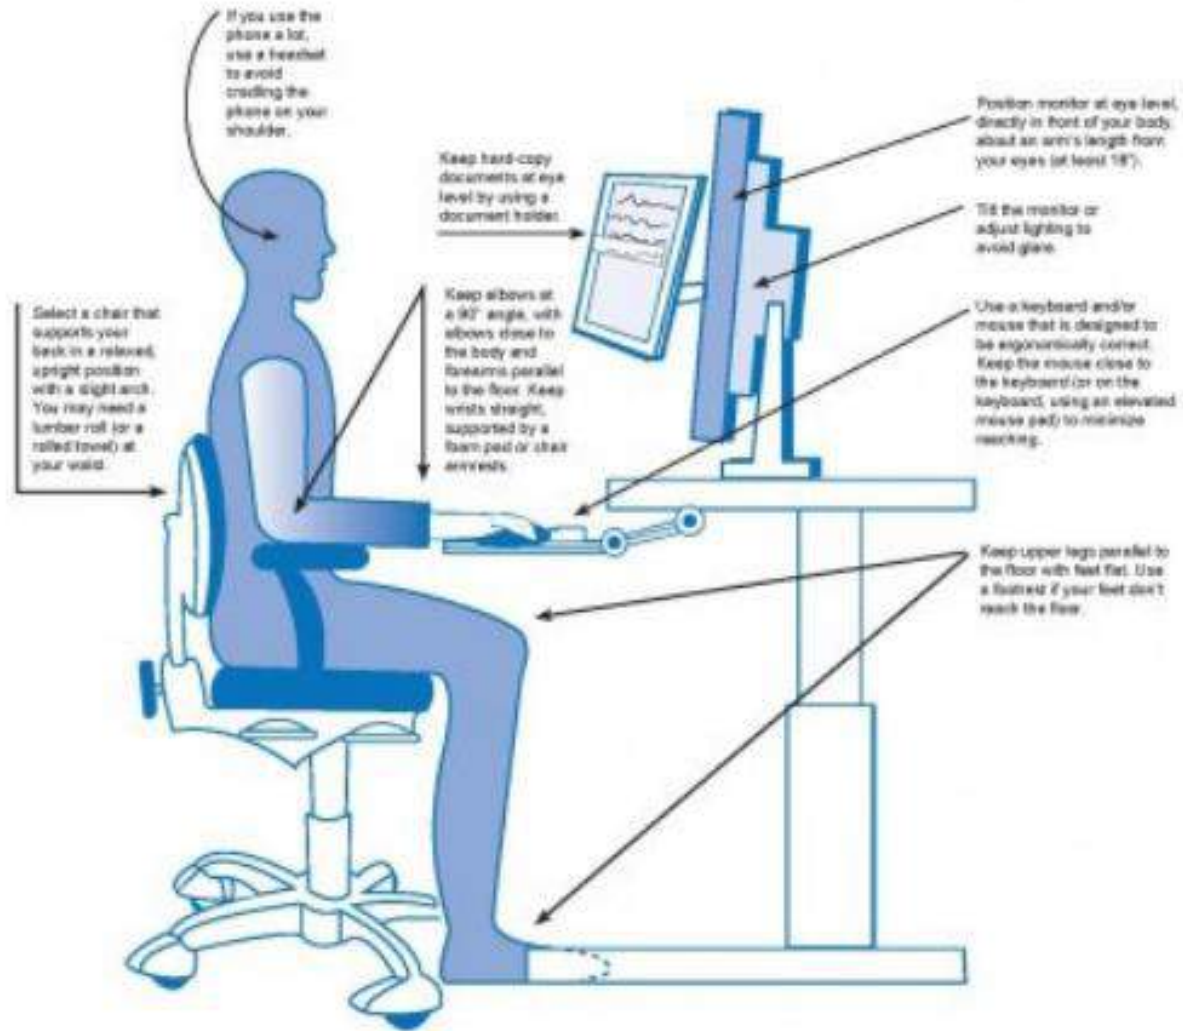 If you use the
phone a lot,
use a headset
to avoid
cradling the
phone on your
shoulder.
Keep hard-copy
documents at eye
level by using a
document holder.
Position monitor at eye level,
directly in front of your body,
about an arm's length from
your eyes (at least 18").
Tilt the monitor or
adjust lighting to
avoid glare.
Select a chair that
supports your
back in a relaxed,
upright position
with a slight arch.
You may need a
lumbar roll (or a
rolled towel) at
your waist.
Keep elbows at
a 90° angle, with
elbows close to
the body and
forearms parallel
to the floor. Keep
wrists straight,
supported by a
foam pad or chair
armrests.
Use a keyboard and/or
mouse that is designed to
be ergonomically correct.
Keep the mouse close to
the keyboard (or on the
keyboard, using an elevated
mouse pad) to minimize
reaching.
Keep upper legs parallel to
the floor with feet flat. Use
a footrest if your feet don't
reach the floor.